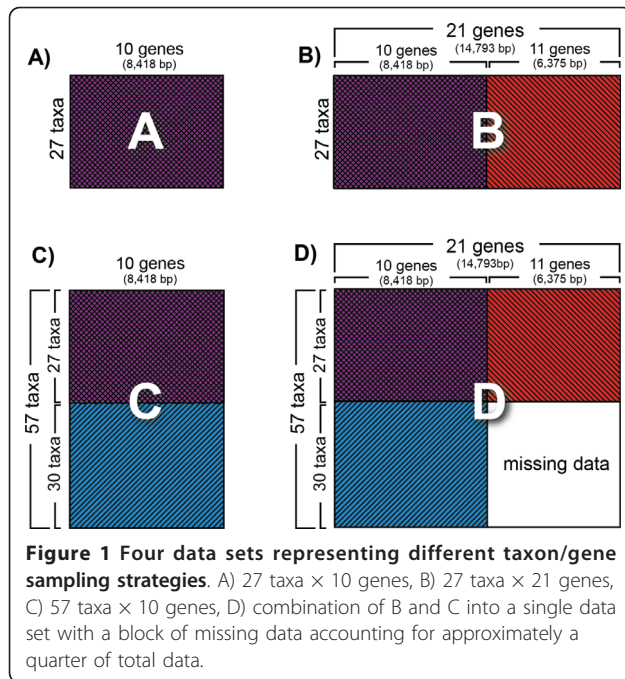 A)
10 genes
(8,418 bp)
27 taxa
A
B)
21 genes
(14,793 bp)
10 genes
(8,418 bp)
11 genes
(6,375 bp)
27 taxa
B
C)
10 genes
(8,418 bp)
57 taxa
27 taxa
30 taxa
C
D)
21 genes
(14,793bp)
10 genes
(8,418 bp)
11 genes
(6,375 bp)
57 taxa
27 taxa
30 taxa
D
missing data
Figure 1 Four data sets representing different taxon/gene
sampling strategies. A) 27 taxa × 10 genes, B) 27 taxa × 21 genes,
C) 57 taxa × 10 genes, D) combination of B and C into a single data
set with a block of missing data accounting for approximately a
quarter of total data.